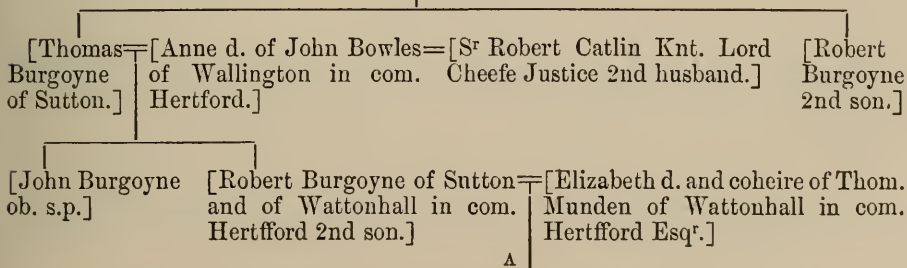 [Thomas=[Anne d. of John Bowles=[Sʳ Robert Catlin Knt. Lord [Robert
Burgoyne of Wallington in com. Cheefe Justice 2nd husband.] Burgoyne
of Sutton.] Hertford.] 2nd son.]
[John Burgoyne [Robert Burgoyne of Sutton=[Elizabeth d. and coheire of Thom.
ob. s.p.] and of Wattonhall in com. Munden of Wattonhall in com.
Hertfford 2nd son.] Hertfford Esqʳ.]
A